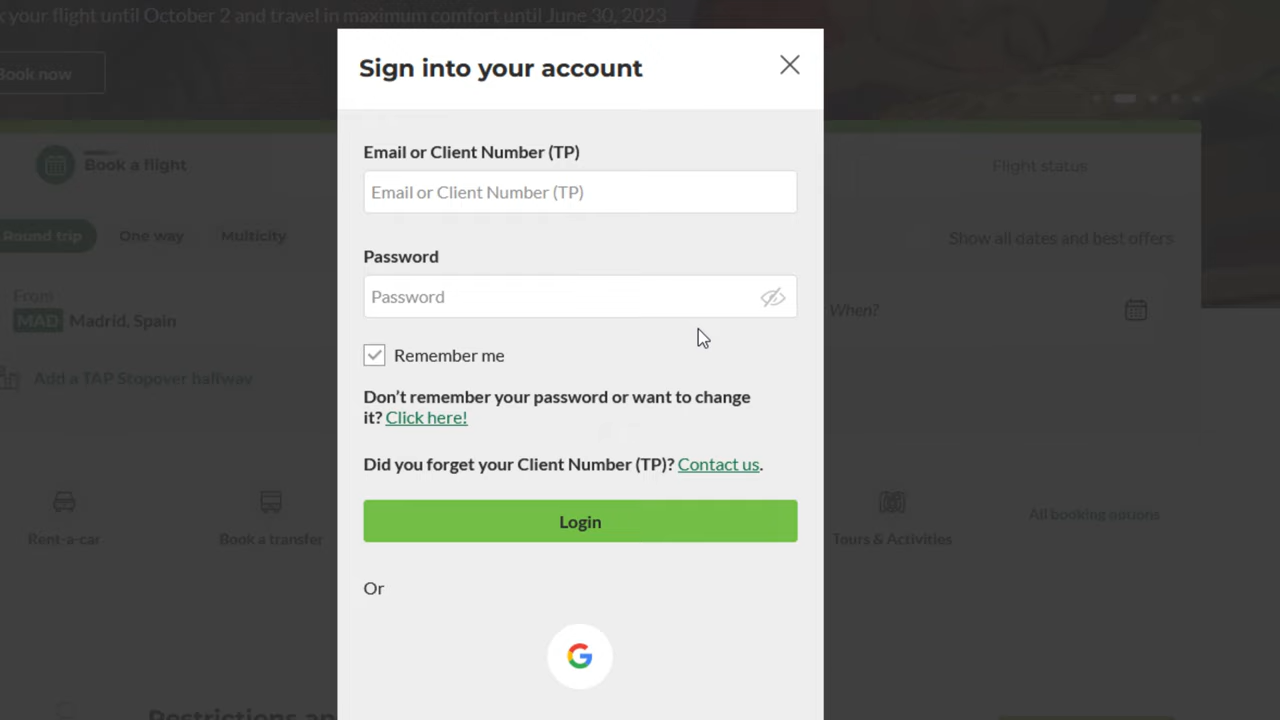 your flight until October 2 and travel in maximum comfort until June 30, 2023
Book now
Sign into your account
Book a flight
Flight status
Email or Client Number (TP)
Email or Client Number (TP)
Round trip
One way
Multicity
Show all dates and best offers
Password
Password
From
MAD Madrid, Spain
When?
Remember me
Add a TAP Stopover halfway
Don’t remember your password or want to change
it? Click here!
Did you forget your Client Number (TP)? Contact us.
Login
Rent-a-car
Book a transfer
Tours & Activities
All booking options
Or
Restrictions